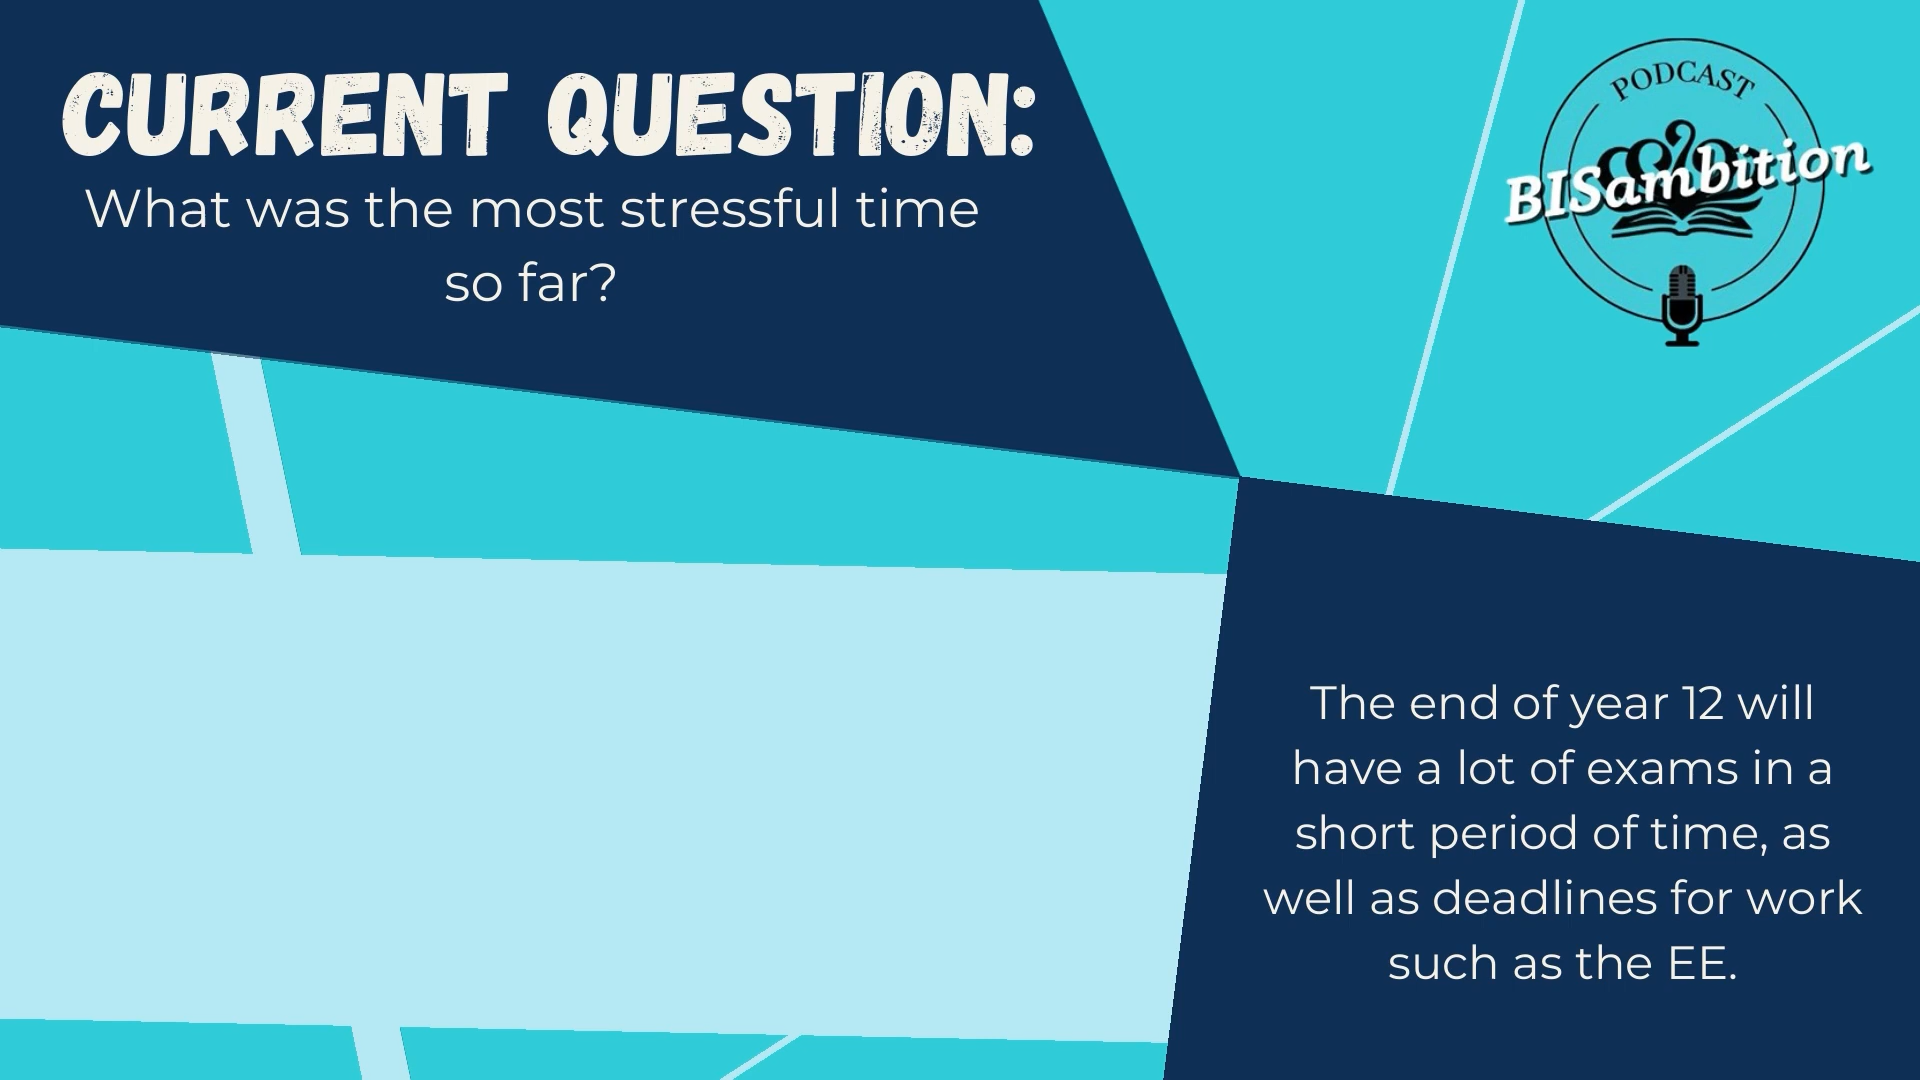 CURRENT QUESTION:
What was the most stressful time
so far?
PODCAST
BISambition
The end of year 12 will
have a lot of exams in a
short period of time, as
well as deadlines for work
such as the EE.